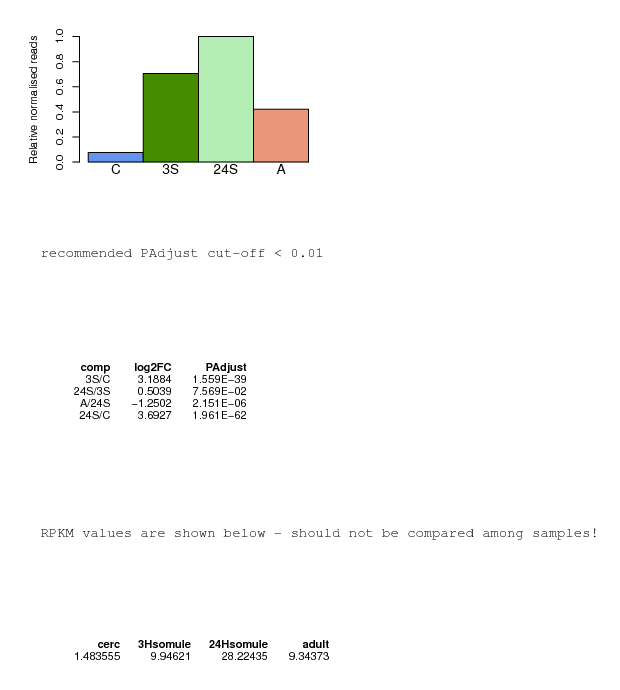 Relative normalised reads
1.0
0.8
0.6
0.4
0.2
0.0
C 3S 24S A
recommended PAdjust cut-off < 0.01
comp log2FC PAdjust
3S/C 3.1884 1.559E−39
24S/3S 0.5039 7.569E−02
A/24S −1.2502 2.151E−06
24S/C 3.6927 1.961E−62
RPKM values are shown below - should not be compared among samples!
cerc 3Hsomule 24Hsomule adult
1.483555 9.94621 28.22435 9.34373